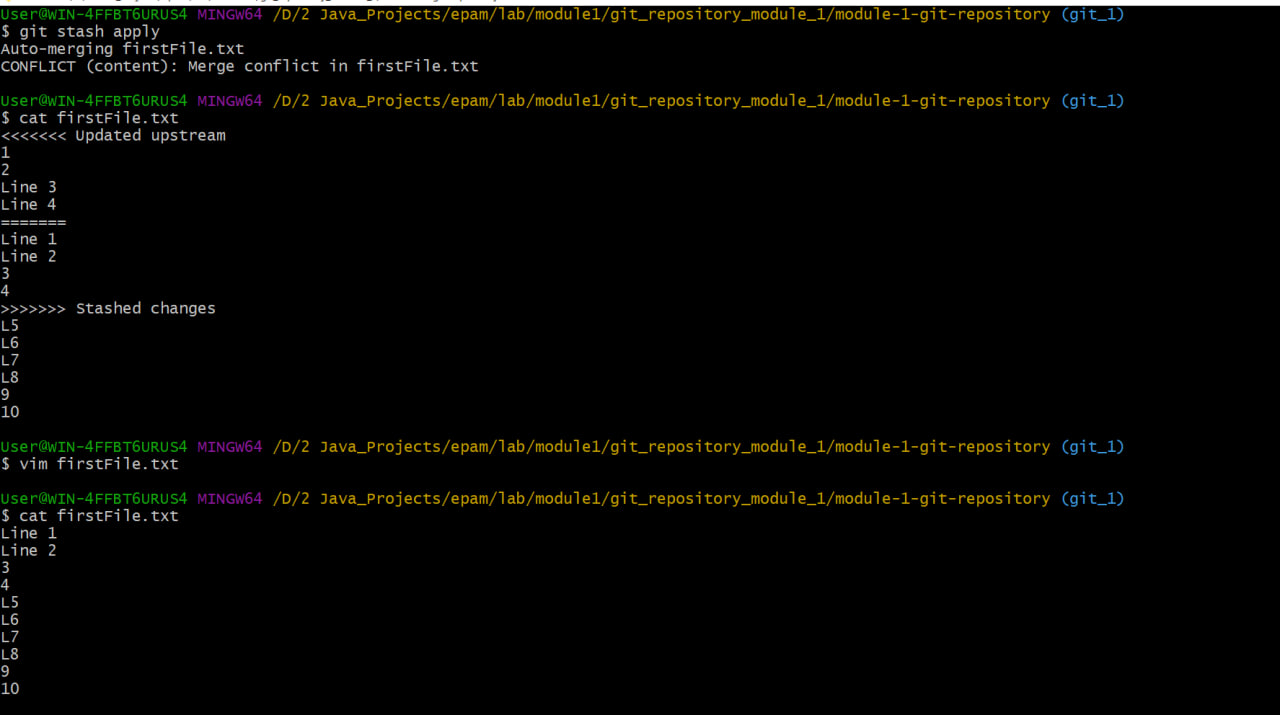 User@WIN-4FFBT6URUS4 MINGW64 /D/2 Java_Projects/epam/lab/module1/git_repository_module_1/module-1-git-repository (git_1)
$ git stash apply
Auto-merging firstFile.txt
CONFLICT (content): Merge conflict in firstFile.txt
User@WIN-4FFBT6URUS4 MINGW64 /D/2 Java_Projects/epam/lab/module1/git_repository_module_1/module-1-git-repository (git_1)
$ cat firstFile.txt
<<<<<<< Updated upstream
1
2
Line 3
Line 4
=======
Line 1
Line 2
3
4
>>>>>>> Stashed changes
L5
L6
L7
L8
9
10
User@WIN-4FFBT6URUS4 MINGW64 /D/2 Java_Projects/epam/lab/module1/git_repository_module_1/module-1-git-repository (git_1)
$ vim firstFile.txt
User@WIN-4FFBT6URUS4 MINGW64 /D/2 Java_Projects/epam/lab/module1/git_repository_module_1/module-1-git-repository (git_1)
$ cat firstFile.txt
Line 1
Line 2
3
4
L5
L6
L7
L8
9
10